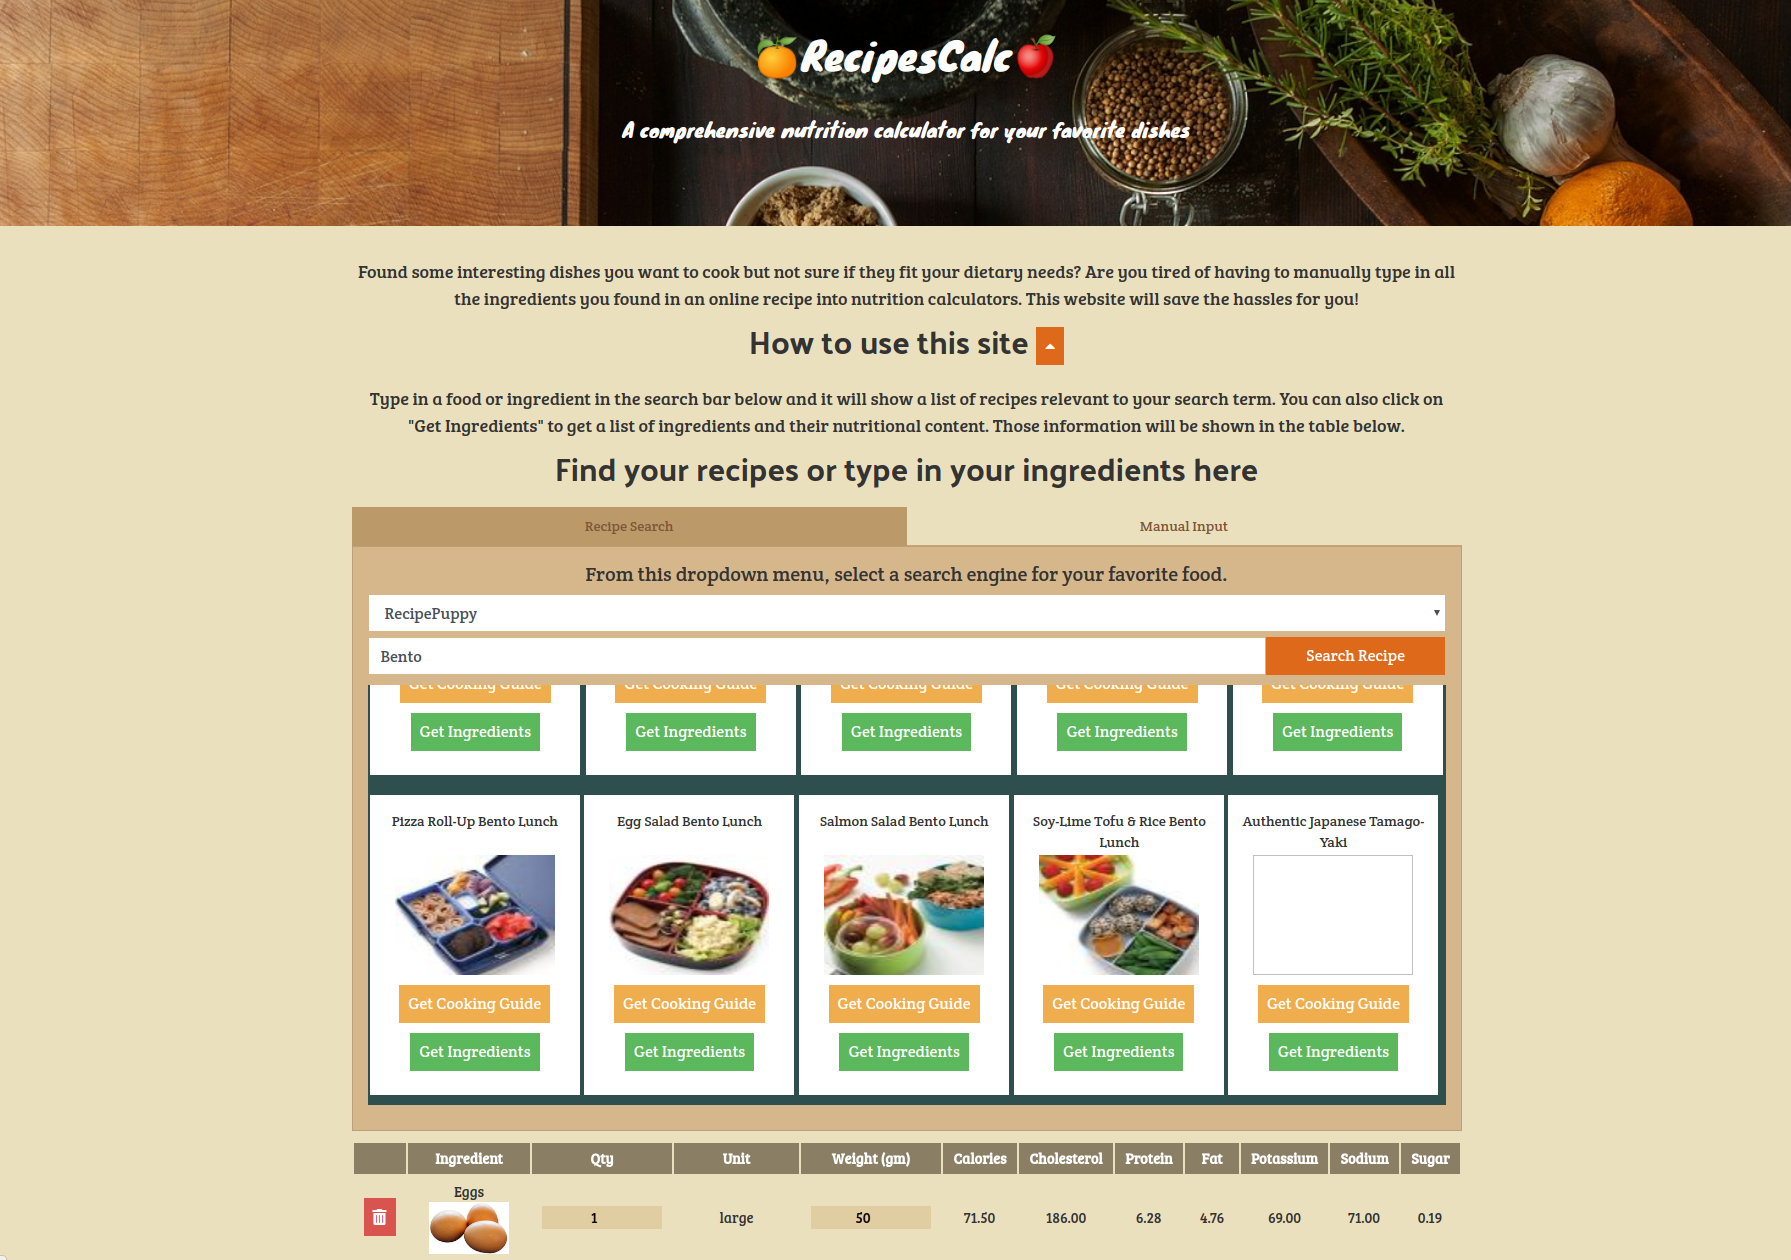 RecipesCalc
A comprehensive nutrition calculator for your favorite dishes
Found some interesting dishes you want to cook but not sure if they fit your dietary needs? Are you tired of having to manually type in all
the ingredients you found in an online recipe into nutrition calculators. This website will save the hassles for you!
How to use this site
Type in a food or ingredient in the search bar below and it will show a list of recipes relevant to your search term. You can also click on
"Get Ingredients" to get a list of ingredients and their nutritional content. Those information will be shown in the table below.
Find your recipes or type in your ingredients here
Recipe Search Manual Input
From this dropdown menu, select a search engine for your favorite food.
RecipePuppy
Bento Search Recipe
Get Cooking Guide Get Cooking Guide Get Cooking Guide Get Cooking Guide Get Cooking Guide
Get Ingredients Get Ingredients Get Ingredients Get Ingredients Get Ingredients
Pizza Roll-Up Bento Lunch Egg Salad Bento Lunch Salmon Salad Bento Lunch Soy-Lime Tofu & Rice Bento Authentic Japanese Tamago-
Lunch Yaki
Get Cooking Guide Get Cooking Guide Get Cooking Guide Get Cooking Guide Get Cooking Guide
Get Ingredients Get Ingredients Get Ingredients Get Ingredients Get Ingredients
Ingredient Qty Unit Weight (gm) Calories Cholesterol Protein Fat Potassium Sodium Sugar
Eggs
1 large 50 71.50 186.00 6.28 4.76 69.00 71.00 0.19